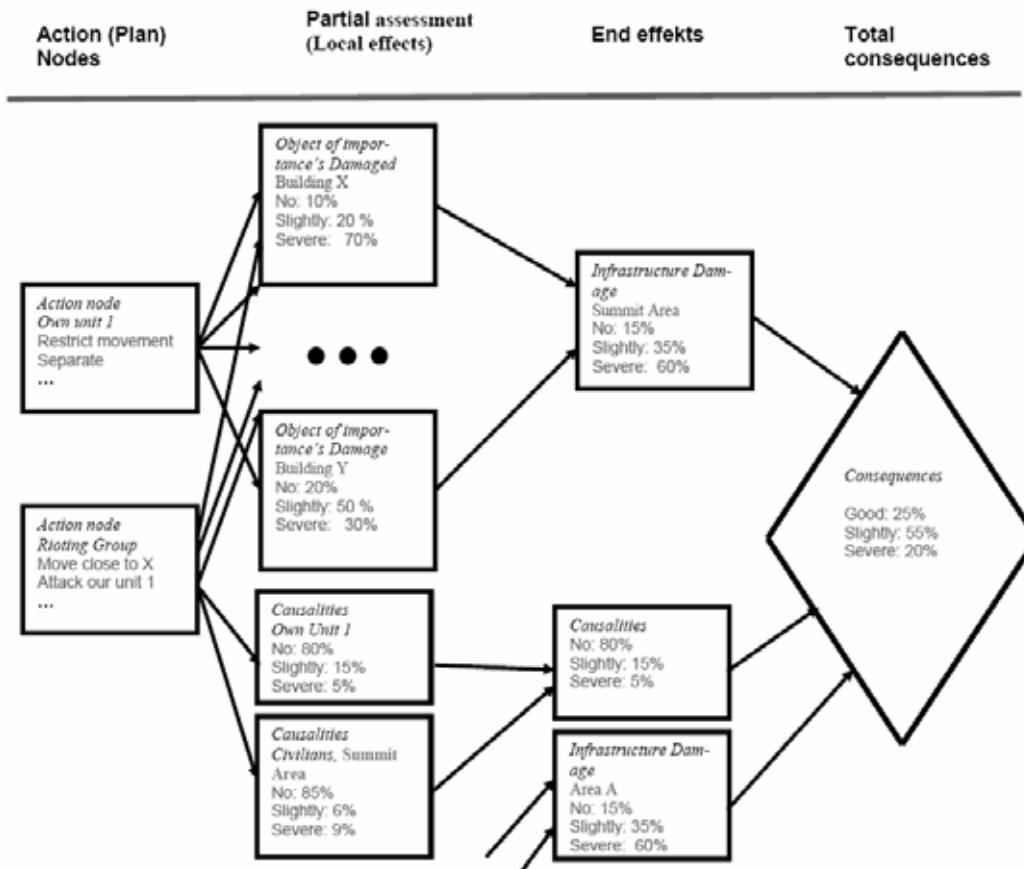 Action (Plan)
Nodes
Partial assessment
(Local effects)
End effekts
Total
consequences
Object of impor-
tance's Damaged
Building X
No: 10%
Slightly: 20 %
Severe: 70%
Action node
Own unit 1
Restrict movement
Separate
...
Infrastructure Dam-
age
Summit Area
No: 15%
Slightly: 35%
Severe: 60%
Object of impor-
tance's Damage
Building Y
No: 20%
Slightly: 50 %
Severe: 30%
Consequences
Good: 25%
Slightly: 55%
Severe: 20%
Action node
Rioting Group
Move close to X
Attack our unit 1
...
Causalities
Own Unit 1
No: 80%
Slightly: 15%
Severe: 5%
Causalities
No: 80%
Slightly: 15%
Severe: 5%
Causalities
Civilians, Summit
Area
No: 85%
Slightly: 6%
Severe: 9%
Infrastructure Dam-
age
Area A
No: 15%
Slightly: 35%
Severe: 60%